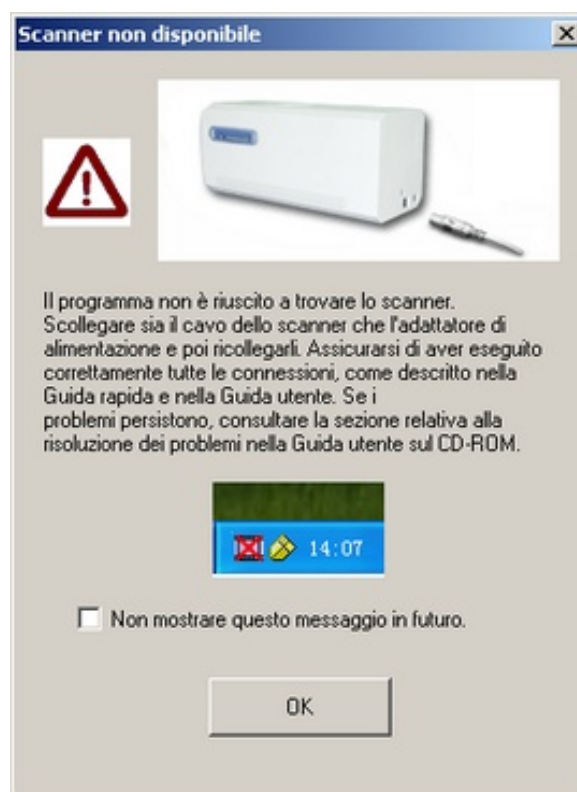 Scanner non disponibile
Il programma non è riuscito a trovare lo scanner.
Scollegare sia il cavo dello scanner che l'adattatore di
alimentazione e poi ricollegarli. Assicurarsi di aver eseguito
correttamente tutte le connessioni, come descritto nella
Guida rapida e nella Guida utente. Se i
problemi persistono, consultare la sezione relativa alla
risoluzione dei problemi nella Guida utente sul CD-ROM.
14:07
Non mostrare questo messaggio in futuro.
OK